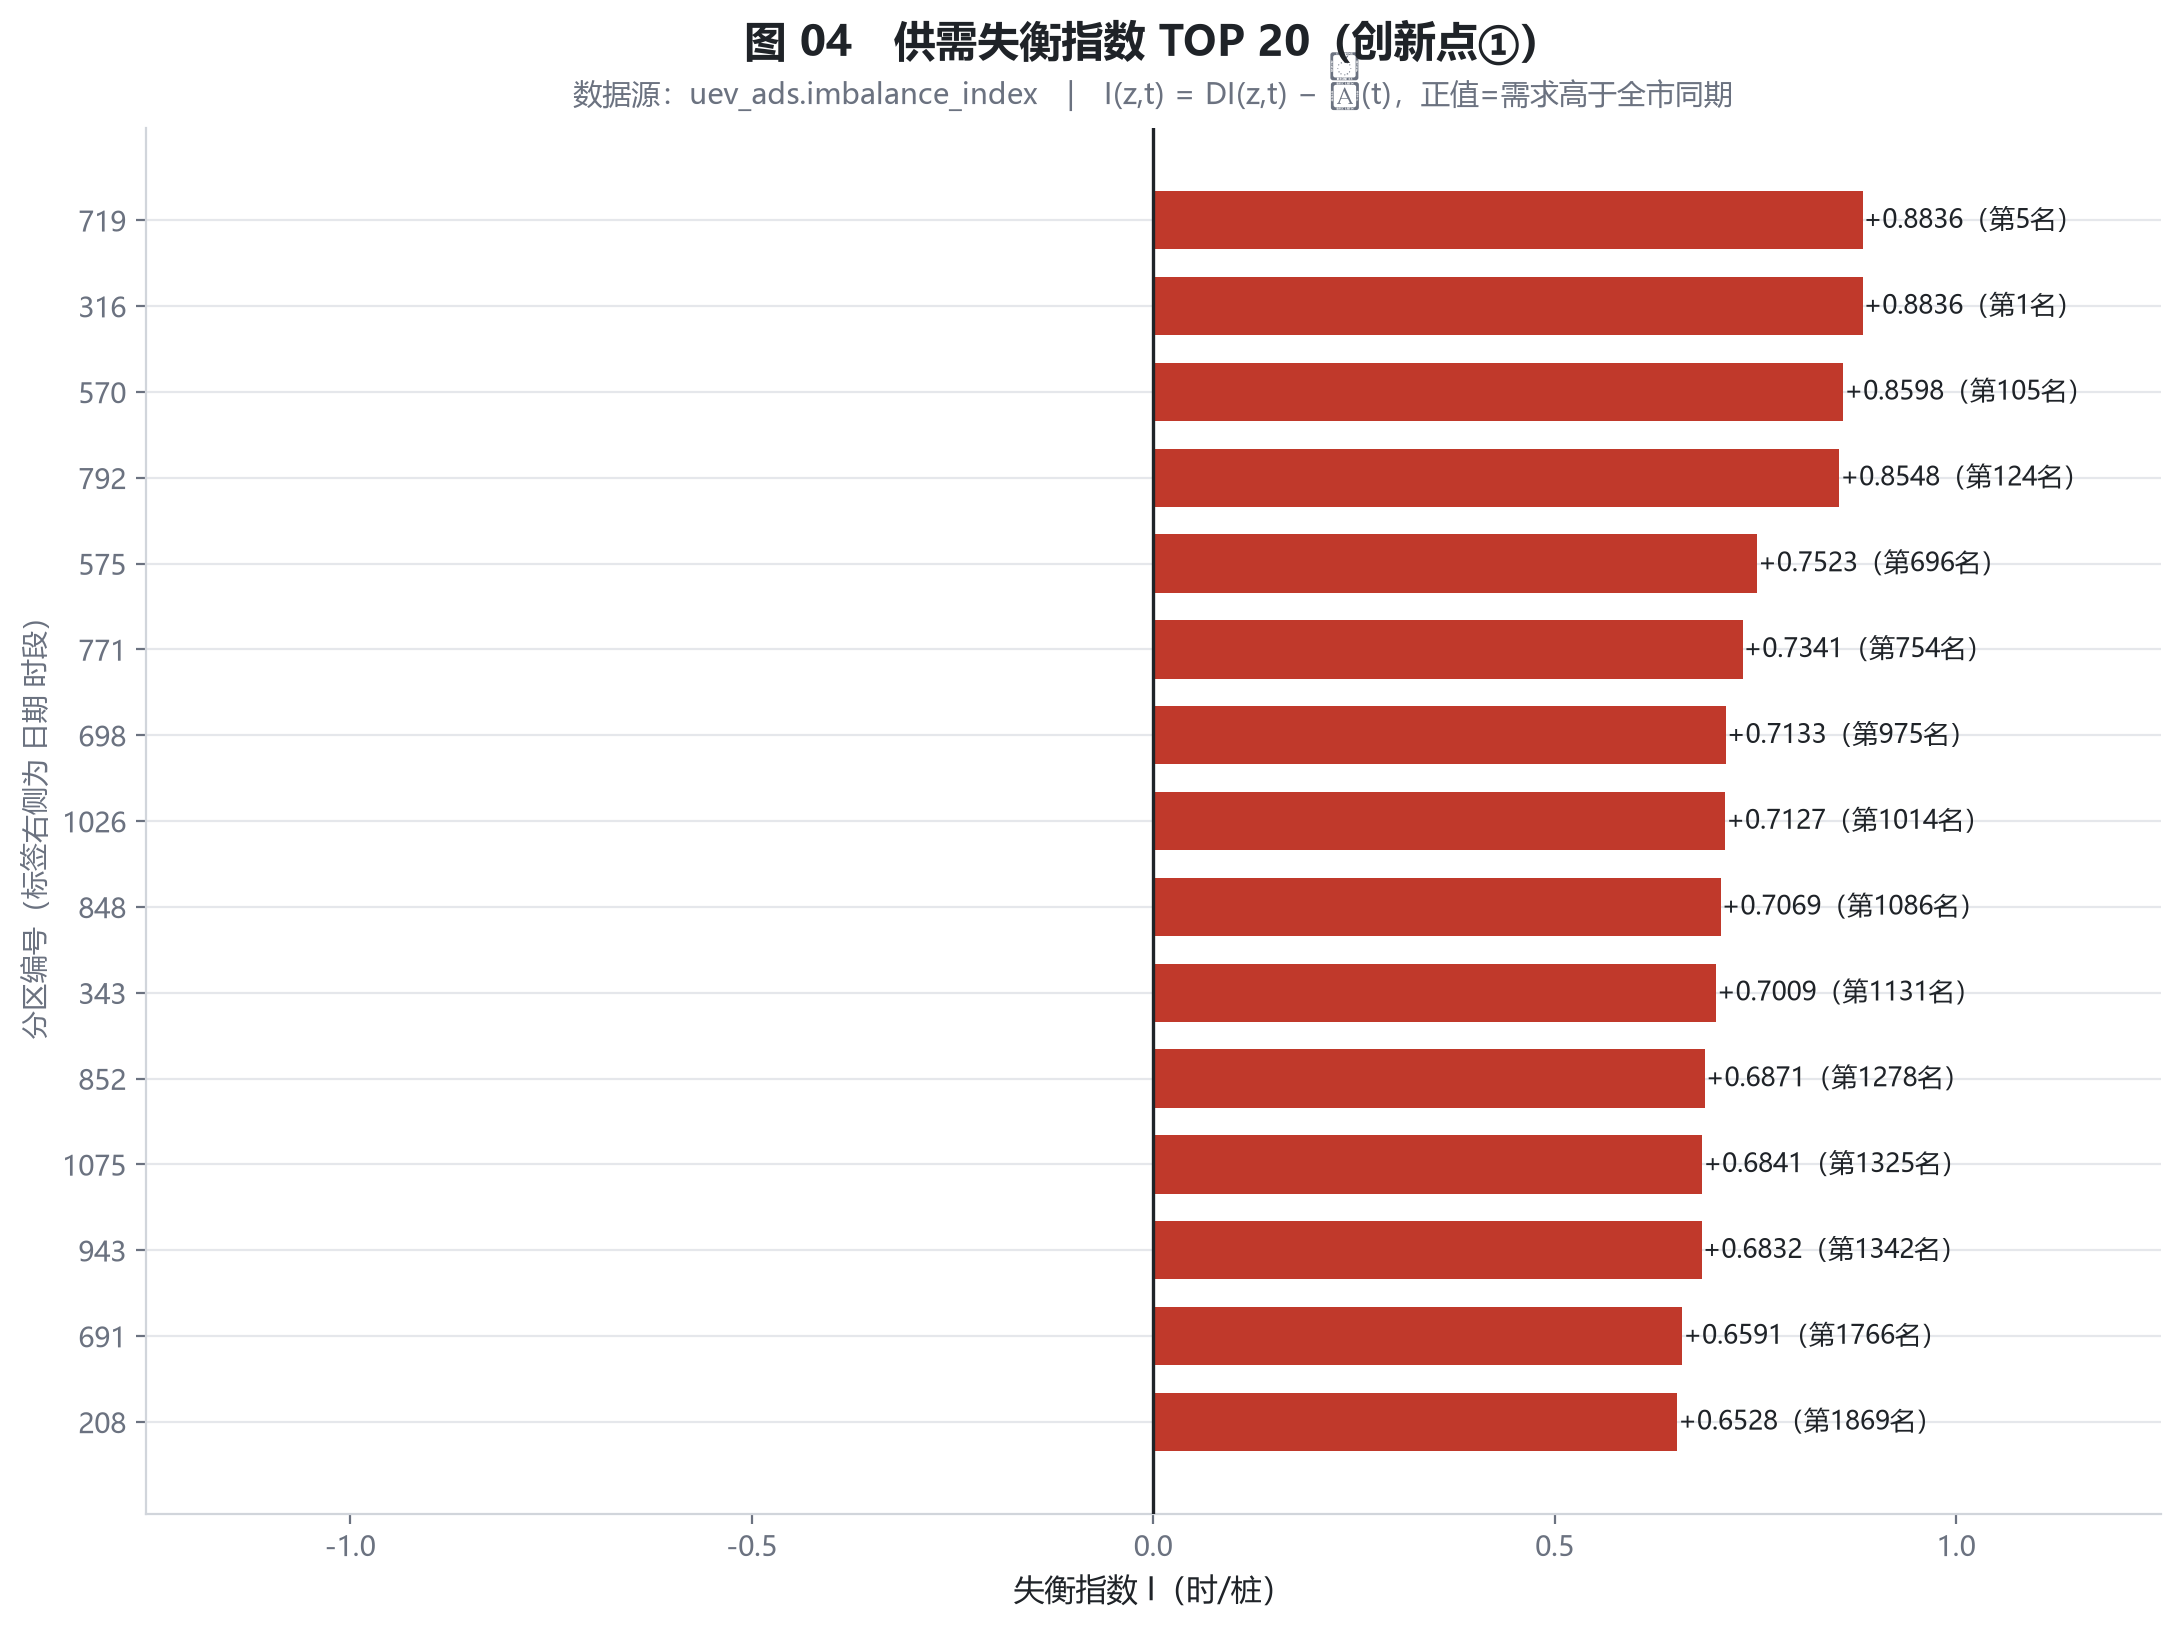 图 04　供需失衡指数 TOP 20（创新点①）
数据源：uev_ads.imbalance_index ｜ I(z,t) = DI(z,t) − (t)，正值=需求高于全市同期
分区编号（标签右侧为 日期 时段）
719 +0.8836（第5名）
316 +0.8836（第1名）
570 +0.8598（第105名）
792 +0.8548（第124名）
575 +0.7523（第696名）
771 +0.7341（第754名）
698 +0.7133（第975名）
1026 +0.7127（第1014名）
848 +0.7069（第1086名）
343 +0.7009（第1131名）
852 +0.6871（第1278名）
1075 +0.6841（第1325名）
943 +0.6832（第1342名）
691 +0.6591（第1766名）
208 +0.6528（第1869名）
-1.0 -0.5 0.0 0.5 1.0
失衡指数 I（时/桩）